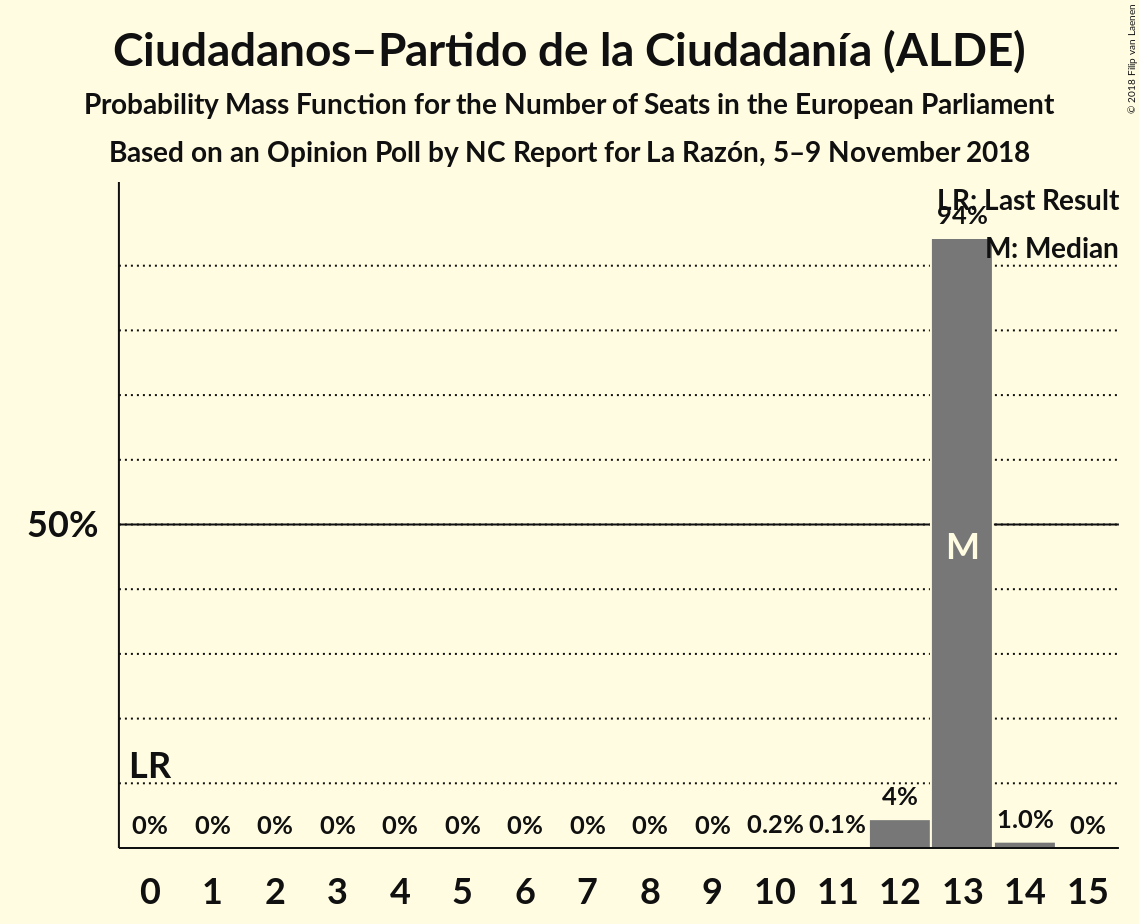 Ciudadanos–Partido de la Ciudadanía (ALDE)
Probability Mass Function for the Number of Seats in the European Parliament
Based on an Opinion Poll by NC Report for La Razón, 5–9 November 2018
© 2018 Filip van Laenen
LR: Last Result
94%
M: Median
50%
M
LR
0% 0% 0% 0% 0% 0% 0% 0% 0% 0% 0.2% 0.1% 4% 1.0% 0%
0 1 2 3 4 5 6 7 8 9 10 11 12 13 14 15